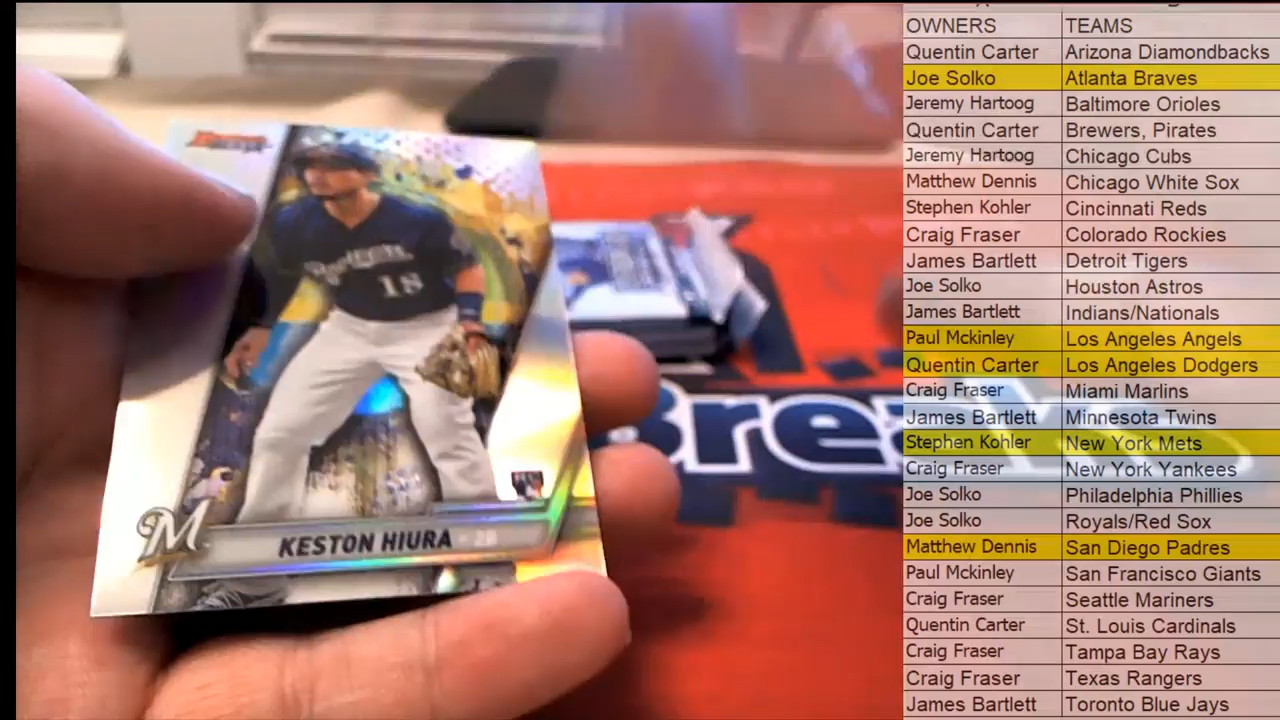 OWNERS TEAMS
Quentin Carter Arizona Diamondbacks
Joe Solko Atlanta Braves
Jeremy Hartoog Baltimore Orioles
Quentin Carter Brewers, Pirates
Jeremy Hartoog Chicago Cubs
Matthew Dennis Chicago White Sox
Stephen Kohler Cincinnati Reds
Craig Fraser Colorado Rockies
James Bartlett Detroit Tigers
Joe Solko Houston Astros
James Bartlett Indians/Nationals
Paul Mckinley Los Angeles Angels
Quentin Carter Los Angeles Dodgers
Craig Fraser Miami Marlins
James Bartlett Minnesota Twins
Stephen Kohler New York Mets
Craig Fraser New York Yankees
Joe Solko Philadelphia Phillies
Joe Solko Royals/Red Sox
Matthew Dennis San Diego Padres
Paul Mckinley San Francisco Giants
Craig Fraser Seattle Mariners
Quentin Carter St. Louis Cardinals
Craig Fraser Tampa Bay Rays
Craig Fraser Texas Rangers
James Bartlett Toronto Blue Jays
Brewers
18
M
KESTON HIURA 2B
Brea